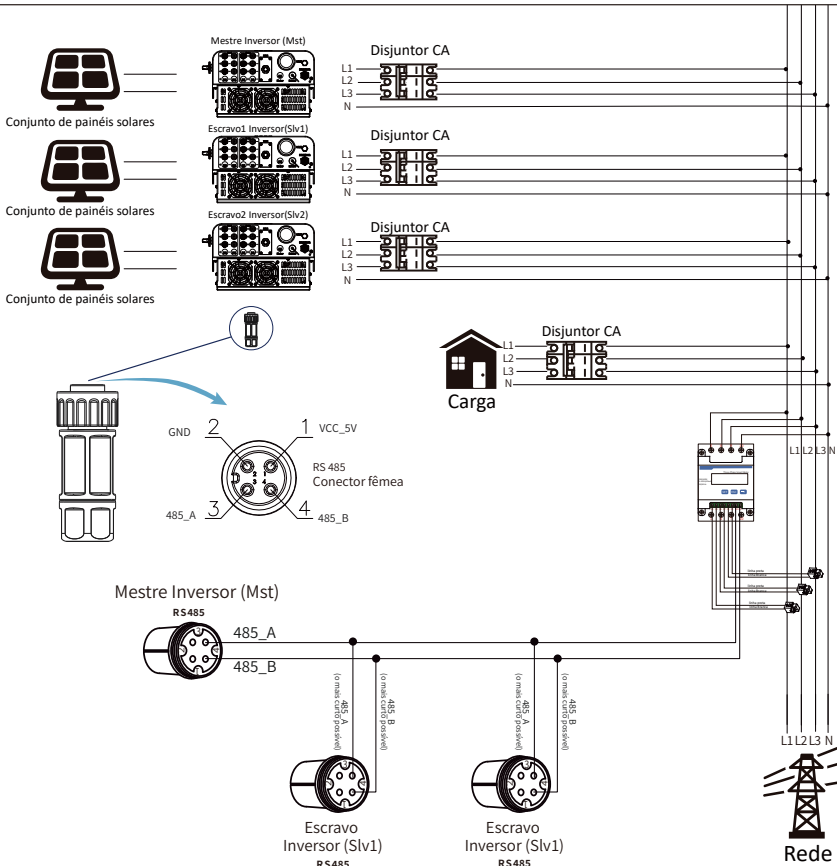 Mestre Inversor (Mst)
Disjuntor CA
L1
L2
L3
N
Conjunto de painéis solares
Escravo1 Inversor(Slv1)
Disjuntor CA
L1
L2
L3
N
Conjunto de painéis solares
Escravo2 Inversor(Slv2)
Disjuntor CA
L1
L2
L3
N
Conjunto de painéis solares
Disjuntor CA
L1
L2
L3
N
Carga
GND 2
1 VCC_5V
2 1
3 4
RS 485
Conector fêmea
485_A 3
4 485_B
L1 L2 L3 N
Mestre Inversor (Mst)
RS485
485_A
485_B
485_A
(o mais curto possível)
485_B
(o mais curto possível)
485_A
(o mais curto possível)
485_B
(o mais curto possível)
Escravo
Inversor (Slv1)
RS485
Escravo
Inversor (Slv1)
RS485
L1 L2 L3 N
Rede